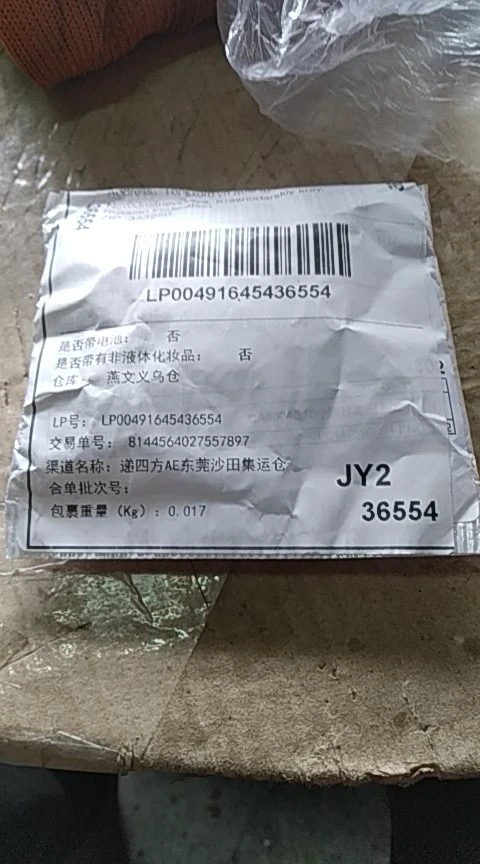 LP00491645436554
是否带电池： 否
是否带有非液体化妆品： 否
仓库： 燕文义乌仓
LP号： LP00491645436554
交易单号： 8144564027557897
渠道名称：递四方AE东莞沙田集运仓
合单批次号：
包裹重量（Kg）：0.017
JY2
36554